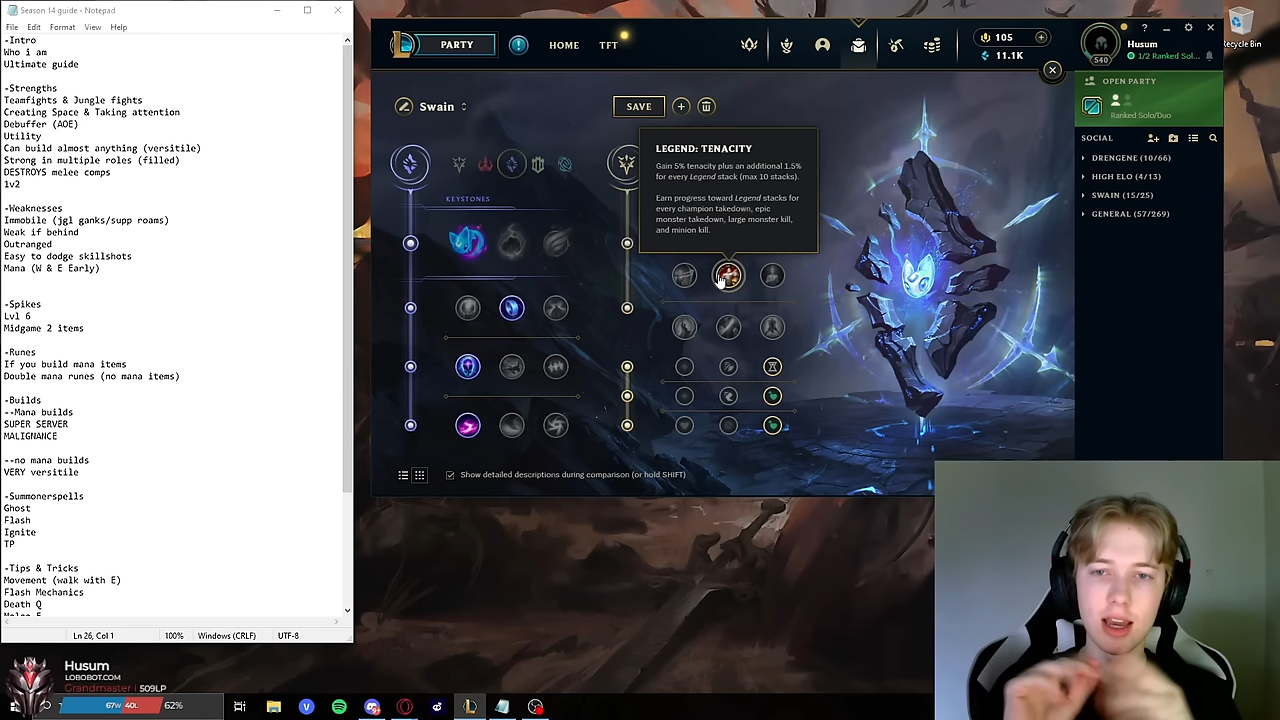 Season 14 guide - Notepad
File Edit Format View Help
-Intro
Who i am
Ultimate guide
-Strengths
Teamfights & Jungle fights
Creating Space & Taking attention
Debuffer (AOE)
Utility
Can build almost anything (versitile)
Strong in multiple roles (filled)
DESTROYS melee comps
1v2
-Weaknesses
Immobile (jgl ganks/supp roams)
Weak if behind
Outranged
Easy to dodge skillshots
Mana (W & E Early)
-Spikes
Lvl 6
Midgame 2 items
-Runes
If you build mana items
Double mana runes (no mana items)
-Builds
--Mana builds
SUPER SERVER
MALIGNANCE
--no mana builds
VERY versitile
-Summonerspells
Ghost
Flash
Ignite
TP
-Tips & Tricks
Movement (walk with E)
Flash Mechanics
Death Q
Ln 26, Col 1 100% Windows (CRLF) UTF-8
PARTY HOME TFT
105
11.1K
540
Husum
1/2 Ranked Sol...
Swain
SAVE
KEYSTONES
LEGEND: TENACITY
Gain 5% tenacity plus an additional 1.5%
for every Legend stack (max 10 stacks).
Earn progress toward Legend stacks for
every champion takedown, epic
monster takedown, large monster kill,
and minion kill.
Show detailed descriptions during comparison (or hold SHIFT)
OPEN PARTY
Ranked Solo/Duo
SOCIAL
DRENGENE (10/66)
HIGH ELO (4/13)
SWAIN (15/25)
GENERAL (57/269)
Recycle Bin
Husum
LOBOBOT.COM
Grandmaster I 509LP
67W 40L 62%